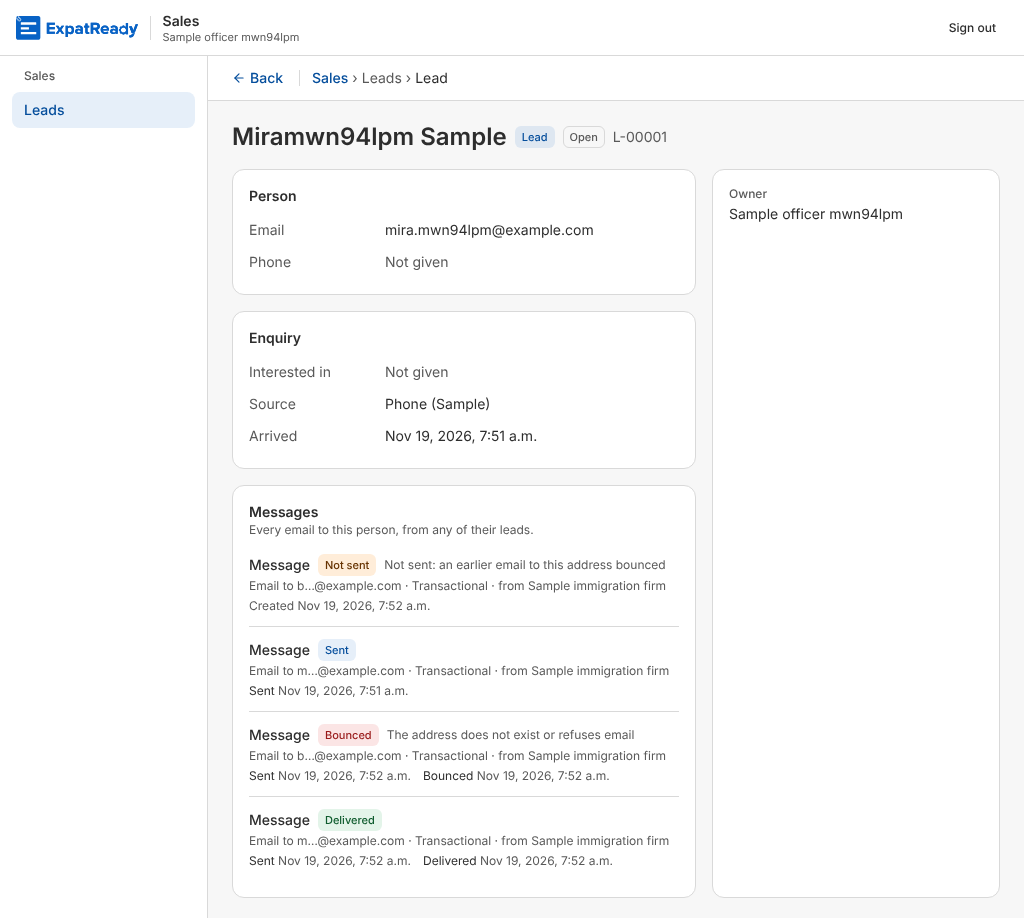 ExpatReady
Sales
Sample officer mwn94lpm
Sign out
Sales
Leads
← Back
Sales › Leads › Lead
Miramwn94lpm Sample
Lead
Open
L-00001
Person
Email
mira.mwn94lpm@example.com
Phone
Not given
Enquiry
Interested in
Not given
Source
Phone (Sample)
Arrived
Nov 19, 2026, 7:51 a.m.
Messages
Every email to this person, from any of their leads.
Message Not sent Not sent: an earlier email to this address bounced
Email to b...@example.com · Transactional · from Sample immigration firm
Created Nov 19, 2026, 7:52 a.m.
Message Sent
Email to m...@example.com · Transactional · from Sample immigration firm
Sent Nov 19, 2026, 7:51 a.m.
Message Bounced The address does not exist or refuses email
Email to b...@example.com · Transactional · from Sample immigration firm
Sent Nov 19, 2026, 7:52 a.m. Bounced Nov 19, 2026, 7:52 a.m.
Message Delivered
Email to m...@example.com · Transactional · from Sample immigration firm
Sent Nov 19, 2026, 7:52 a.m. Delivered Nov 19, 2026, 7:52 a.m.
Owner
Sample officer mwn94lpm